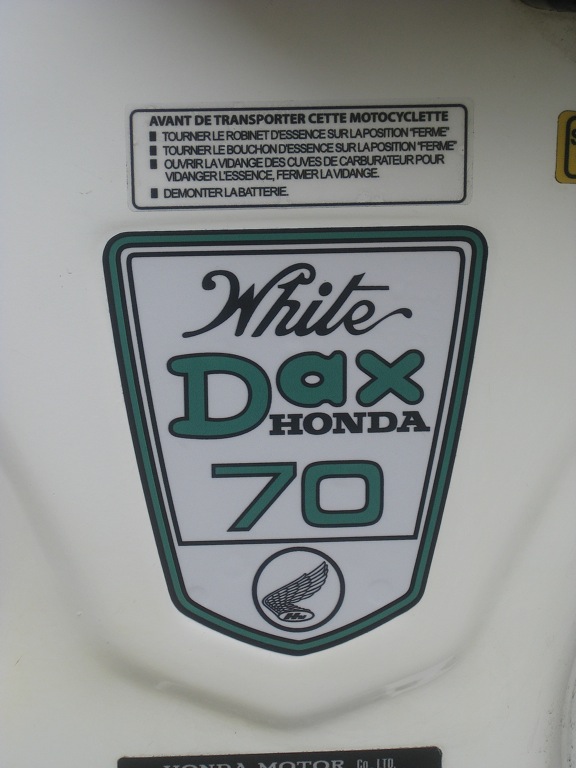 AVANT DE TRANSPORTER CETTE MOTOCYCLETTE
TOURNER LE ROBINET D'ESSENCE SUR LA POSITION "FERME"
TOURNER LE BOUCHON D'ESSENCE SUR LA POSITION "FERME"
OUVRIR LA VIDANGE DES CUVES DE CARBURATEUR POUR
VIDANGER L'ESSENCE, FERMER LA VIDANGE.
DEMONTER LA BATTERIE.
White
Dax
HONDA
70
HONDA MOTOR Co. LTD.